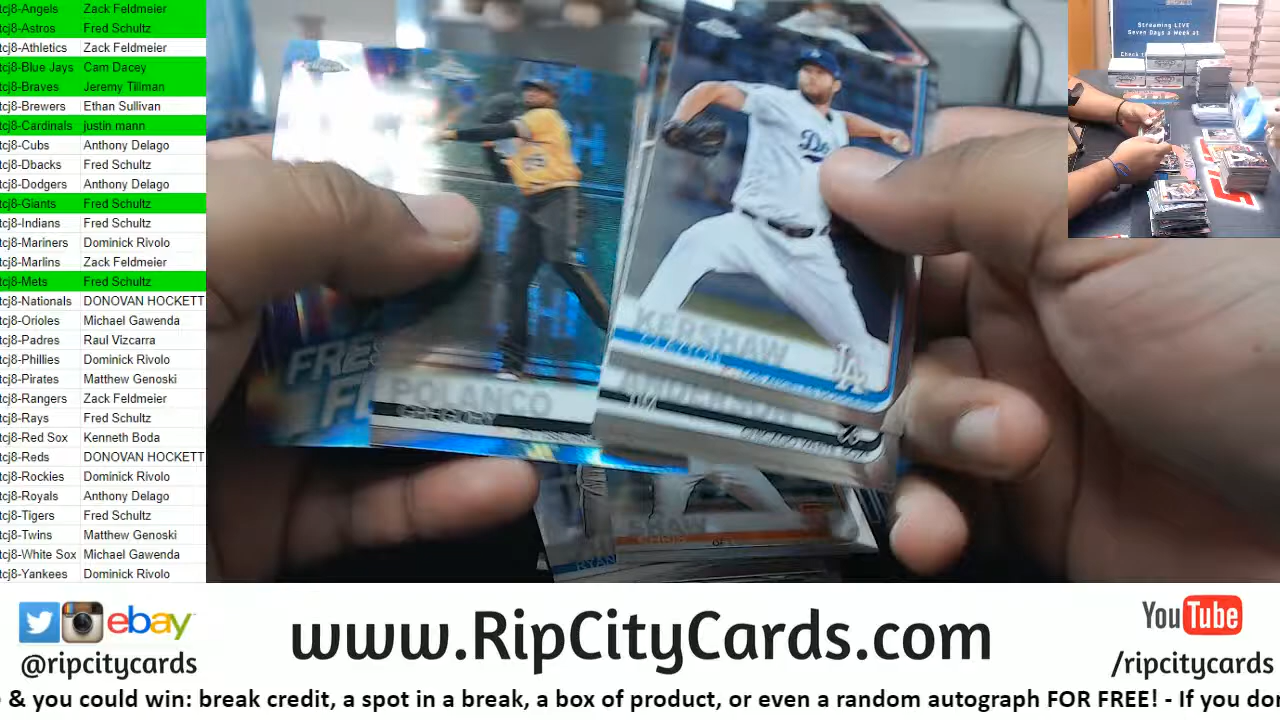 tcj8-Angels Zack Feldmeier
tcj8-Astros Fred Schultz
tcj8-Athletics Zack Feldmeier
tcj8-Blue Jays Cam Dacey
tcj8-Braves Jeremy Tillman
tcj8-Brewers Ethan Sullivan
tcj8-Cardinals justin mann
tcj8-Cubs Anthony Delago
tcj8-Dbacks Fred Schultz
tcj8-Dodgers Anthony Delago
tcj8-Giants Fred Schultz
tcj8-Indians Fred Schultz
tcj8-Mariners Dominick Rivolo
tcj8-Marlins Zack Feldmeier
tcj8-Mets Fred Schultz
tcj8-Nationals DONOVAN HOCKETT
tcj8-Orioles Michael Gawenda
tcj8-Padres Raul Vizcarra
tcj8-Phillies Dominick Rivolo
tcj8-Pirates Matthew Genoski
tcj8-Rangers Zack Feldmeier
tcj8-Rays Fred Schultz
tcj8-Red Sox Kenneth Boda
tcj8-Reds DONOVAN HOCKETT
tcj8-Rockies Dominick Rivolo
tcj8-Royals Anthony Delago
tcj8-Tigers Fred Schultz
tcj8-Twins Matthew Genoski
tcj8-White Sox Michael Gawenda
tcj8-Yankees Dominick Rivolo
KERSHAW
LA
ANDERSON
TIM
POLANCO
GREGORY
FRE
RYAN
Streaming LIVE
Seven Days a Week at
Check
ebay
@ripcitycards
www.RipCityCards.com
YouTube
/ripcitycards
& you could win: break credit, a spot in a break, a box of product, or even a random autograph FOR FREE! - If you don